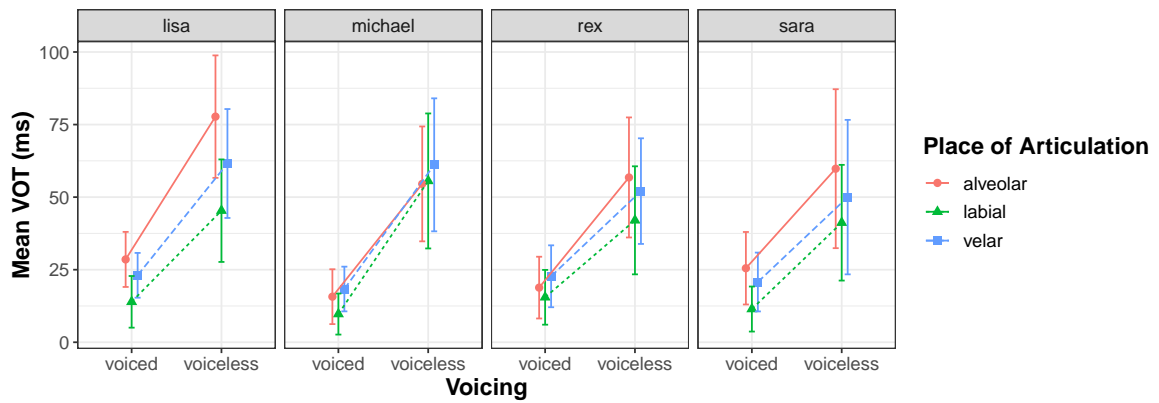 lisa
michael
rex
sara
100
75
50
25
0
Mean VOT (ms)
voiced
voiceless
voiced
voiceless
voiced
voiceless
voiced
voiceless
Voicing
Place of Articulation
alveolar
labial
velar